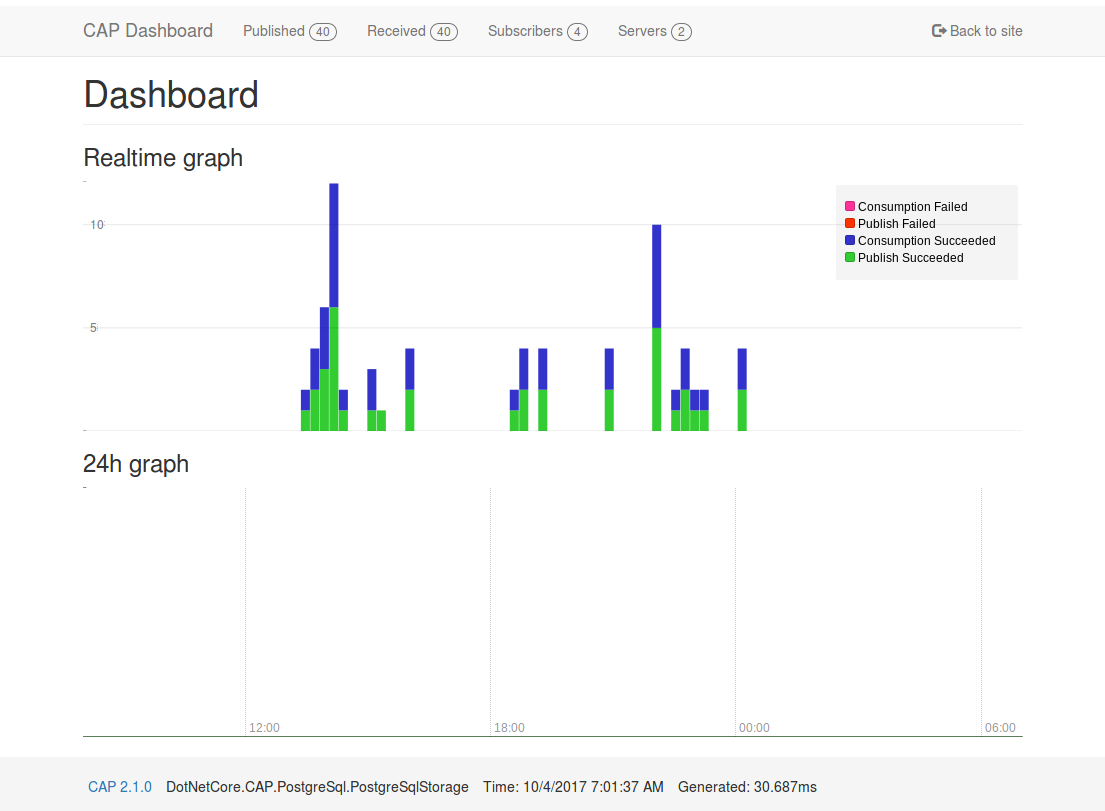 CAP Dashboard Published 40 Received 40 Subscribers 4 Servers 2 Back to site
Dashboard
Realtime graph
10
5
Consumption Failed
Publish Failed
Consumption Succeeded
Publish Succeeded
24h graph
12:00 18:00 00:00 06:00
CAP 2.1.0 DotNetCore.CAP.PostgreSql.PostgreSqlStorage Time: 10/4/2017 7:01:37 AM Generated: 30.687ms